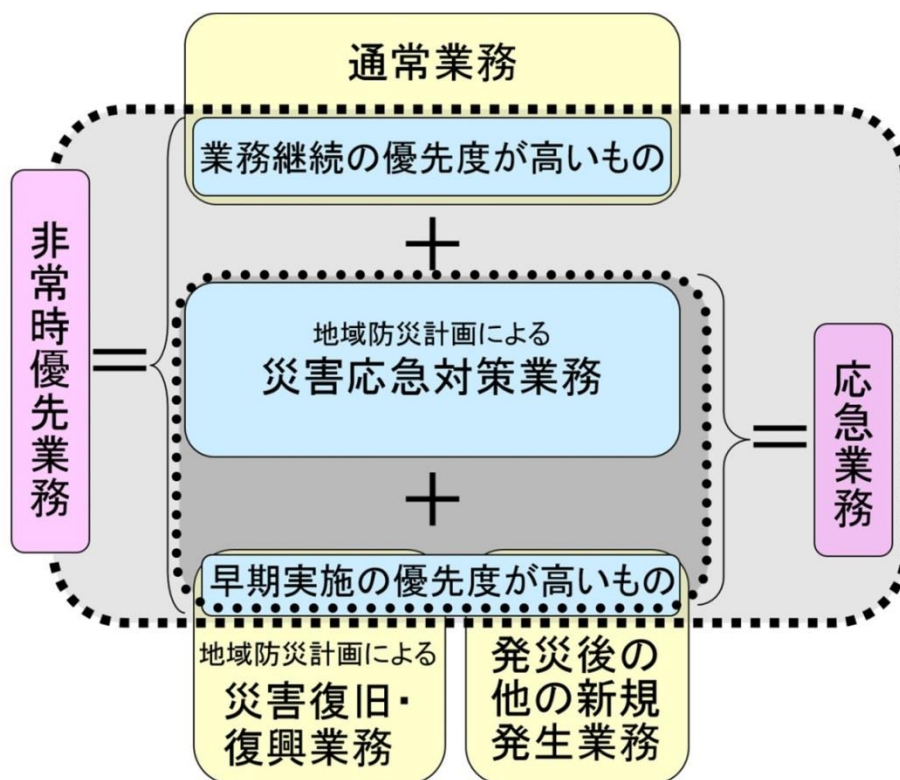 通常業務
業務継続の優先度が高いもの
+
非常時優先業務
=
地域防災計画による
災害応急対策業務
=
応急業務
+
早期実施の優先度が高いもの
地域防災計画による
災害復旧・
復興業務
発災後の
他の新規
発生業務